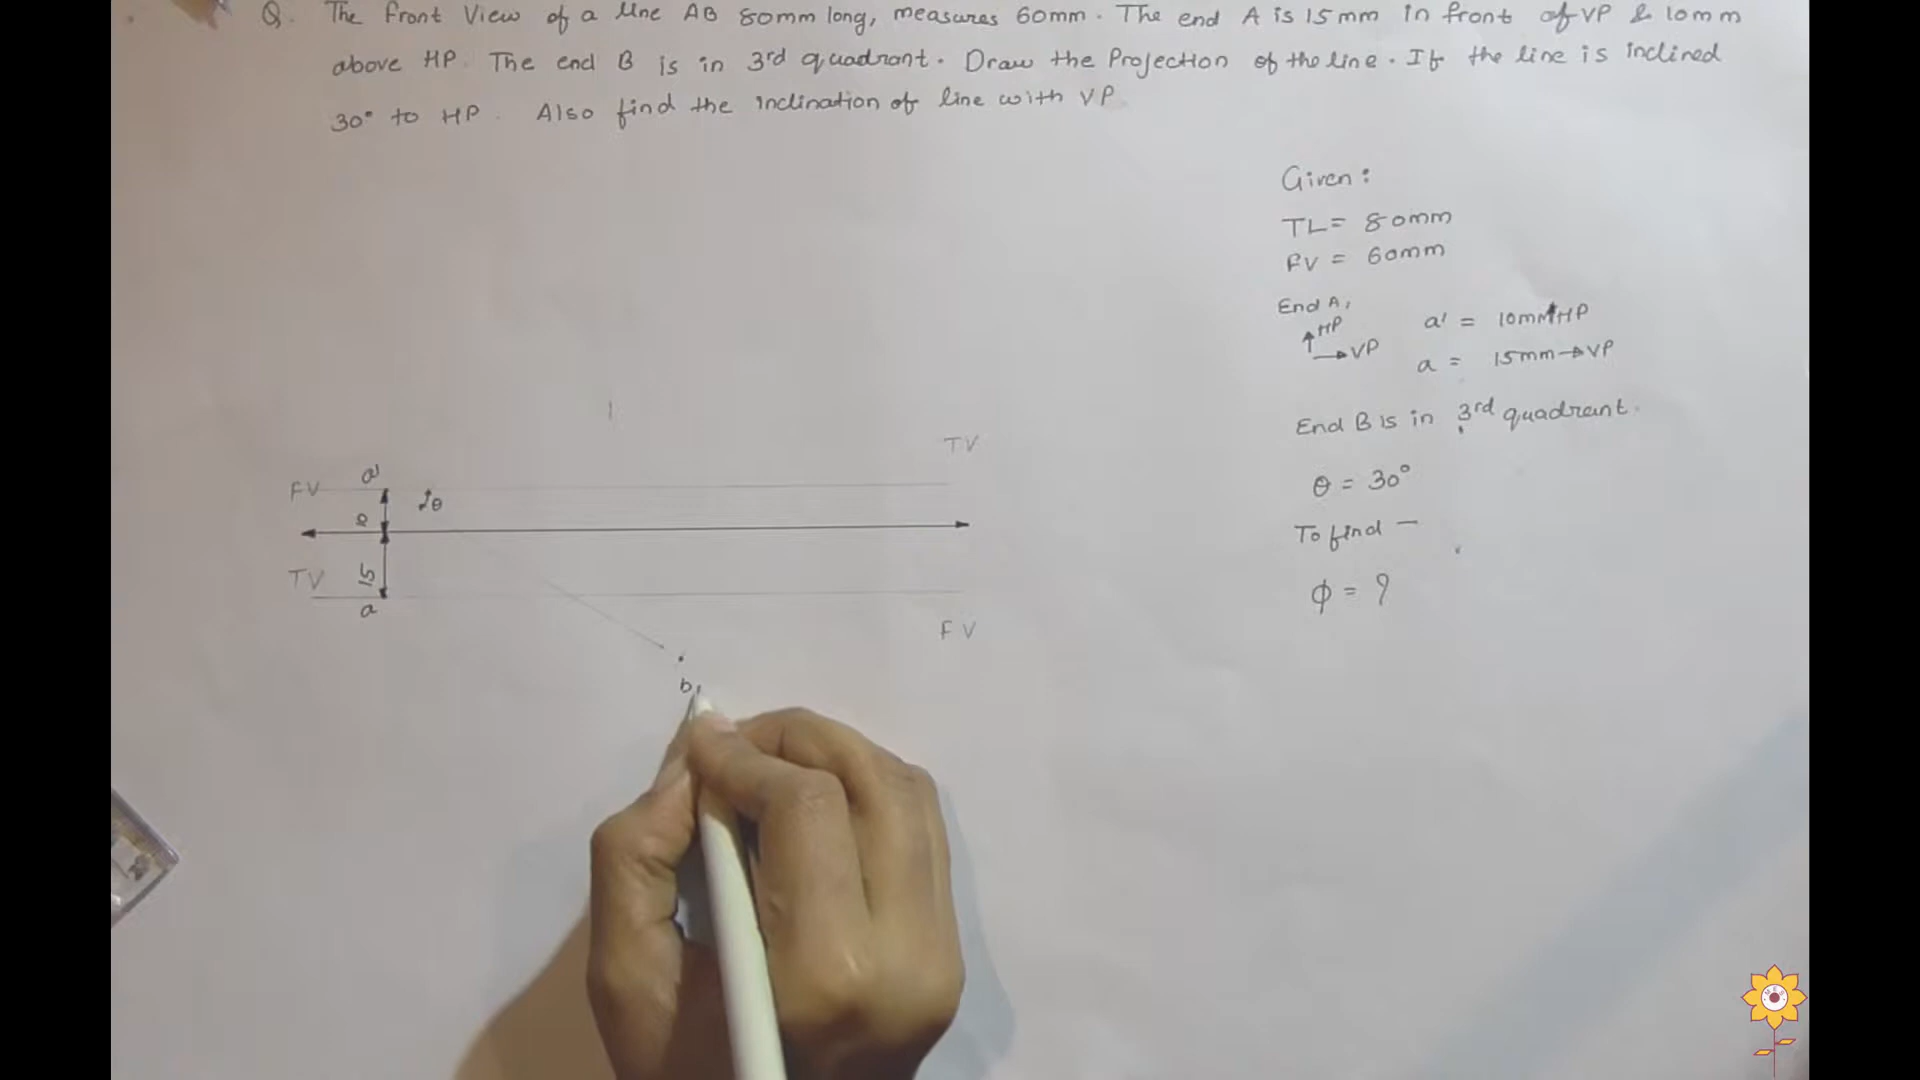 Q. The Front View of a line AB 80mm long, measures 60mm. The end A is 15mm in front of VP & 10mm
above HP. The end B is in 3rd quadrant. Draw the Projection of the line. If the line is inclined
30° to HP. Also find the inclination of line with VP
Given:
TL = 80mm
FV = 60mm
End A,
↑HP
→VP
a' = 10mm↑HP
a = 15mm→VP
End B is in 3rd quadrant.
θ = 30°
To find —
φ = ?
TV
FV
a'
θ
TV
15
a
FV
b,